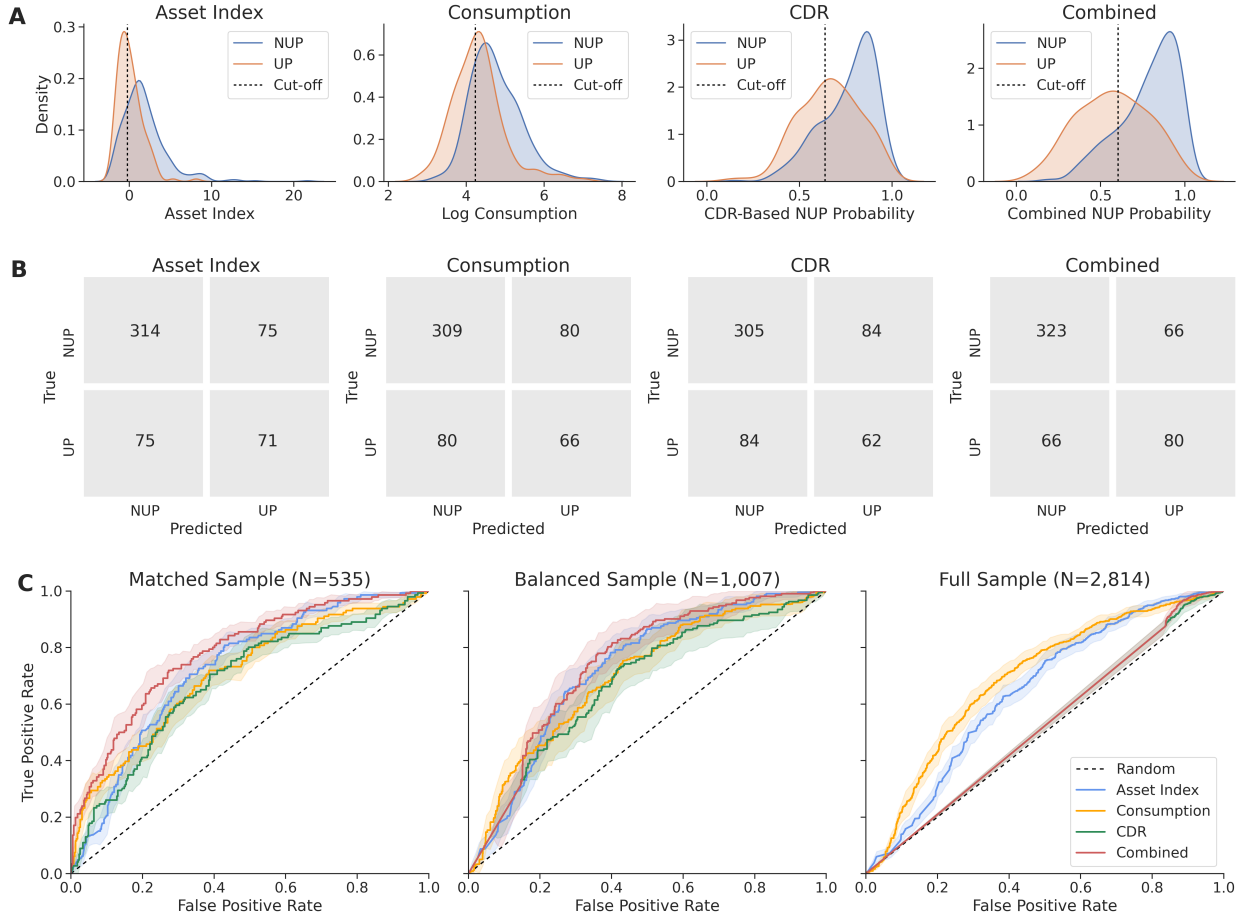 A
Asset Index
Consumption
CDR
Combined
NUP
UP
Cut-off
NUP
UP
Cut-off
NUP
UP
Cut-off
NUP
UP
Cut-off
Density
0.3
0.2
0.1
0.0
0.6
0.4
0.2
0.0
3
2
1
0
2
1
0
0 10 20
2 4 6 8
0.0 0.5 1.0
0.0 0.5 1.0
Asset Index
Log Consumption
CDR-Based NUP Probability
Combined NUP Probability
B
Asset Index
Consumption
CDR
Combined
True
NUP
314 75
UP
75 71
NUP UP
Predicted
True
NUP
309 80
UP
80 66
NUP UP
Predicted
True
NUP
305 84
UP
84 62
NUP UP
Predicted
True
NUP
323 66
UP
66 80
NUP UP
Predicted
C
Matched Sample (N=535)
Balanced Sample (N=1,007)
Full Sample (N=2,814)
True Positive Rate
1.0
0.8
0.6
0.4
0.2
0.0
Random
Asset Index
Consumption
CDR
Combined
0.0 0.2 0.4 0.6 0.8 1.0
0.0 0.2 0.4 0.6 0.8 1.0
0.0 0.2 0.4 0.6 0.8 1.0
False Positive Rate
False Positive Rate
False Positive Rate